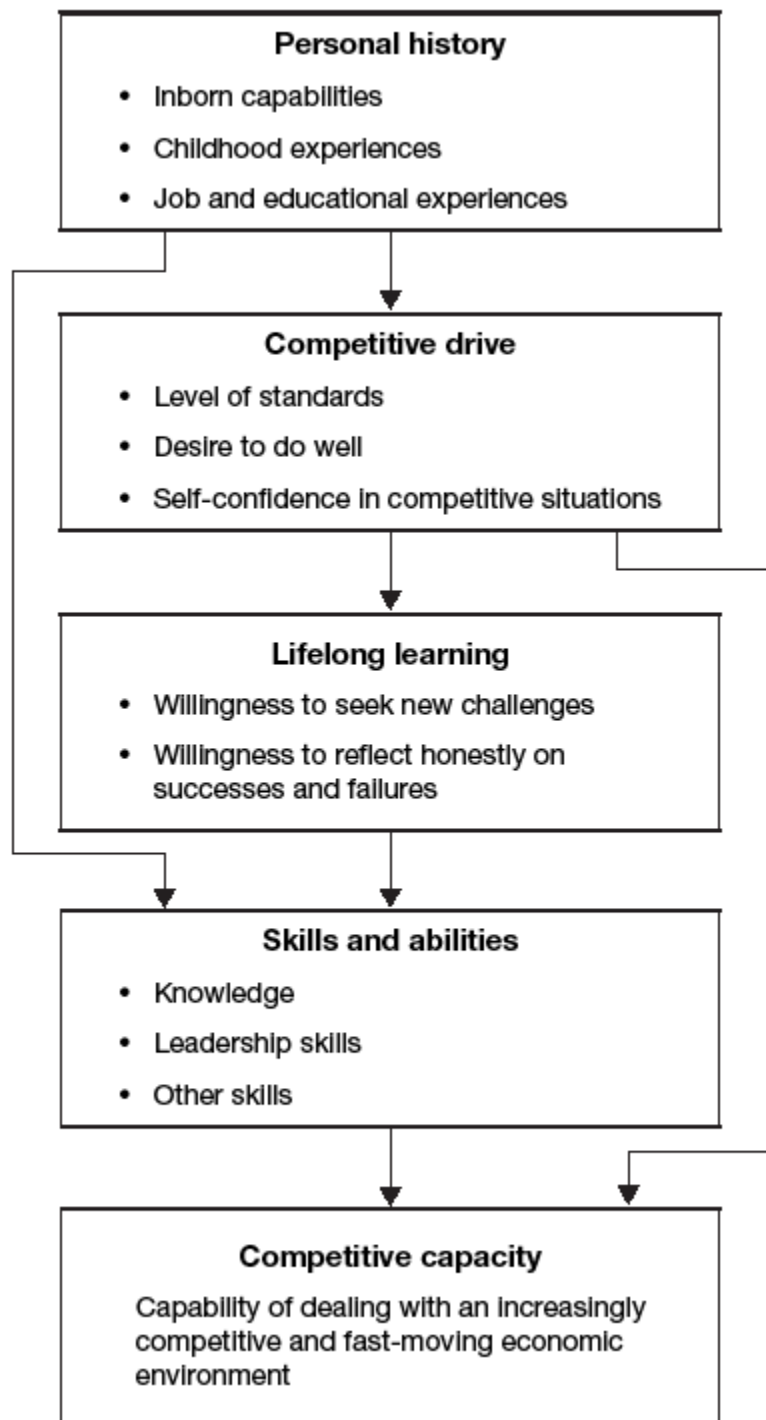 Personal history
• Inborn capabilities
• Childhood experiences
• Job and educational experiences
Competitive drive
• Level of standards
• Desire to do well
• Self-confidence in competitive situations
Lifelong learning
• Willingness to seek new challenges
• Willingness to reflect honestly on
successes and failures
Skills and abilities
• Knowledge
• Leadership skills
• Other skills
Competitive capacity
Capability of dealing with an increasingly
competitive and fast-moving economic
environment